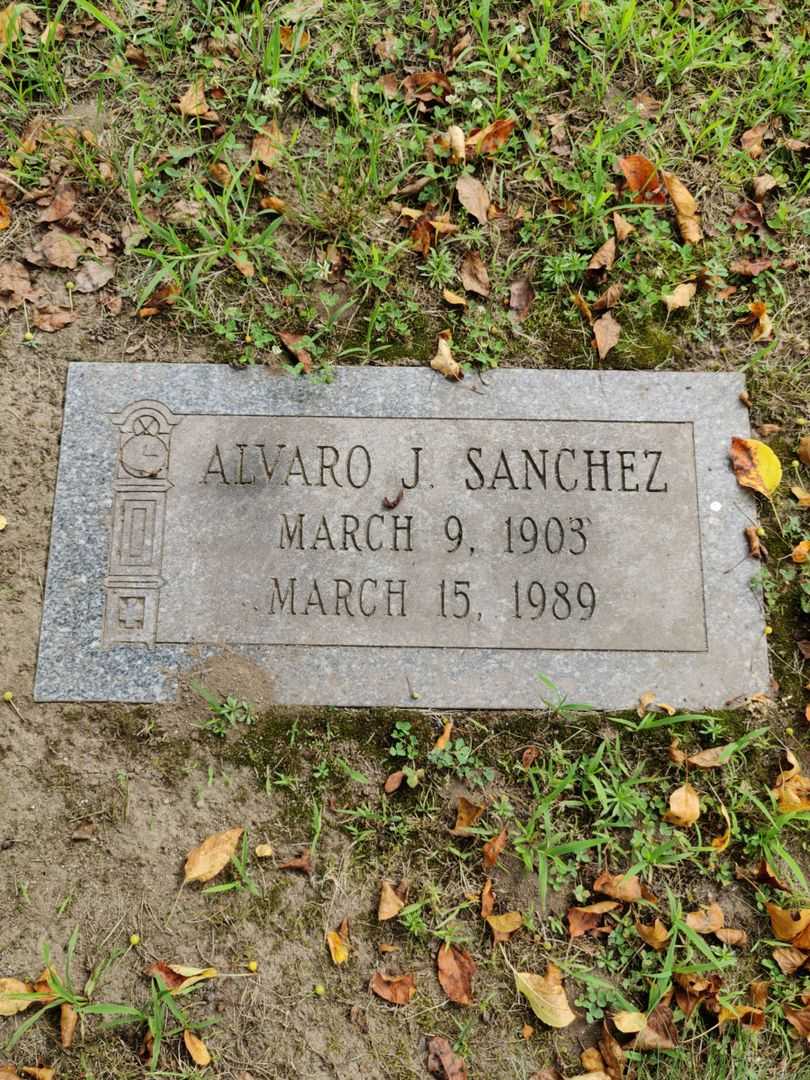 ALVARO J. SANCHEZ
MARCH 9, 1903
MARCH 15, 1989